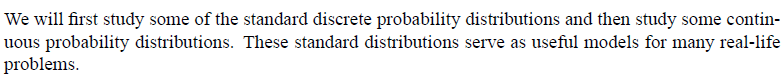 We will first study some of the standard discrete probability distributions and then study some contin-
uous probability distributions. These standard distributions serve as useful models for many real-life
problems.